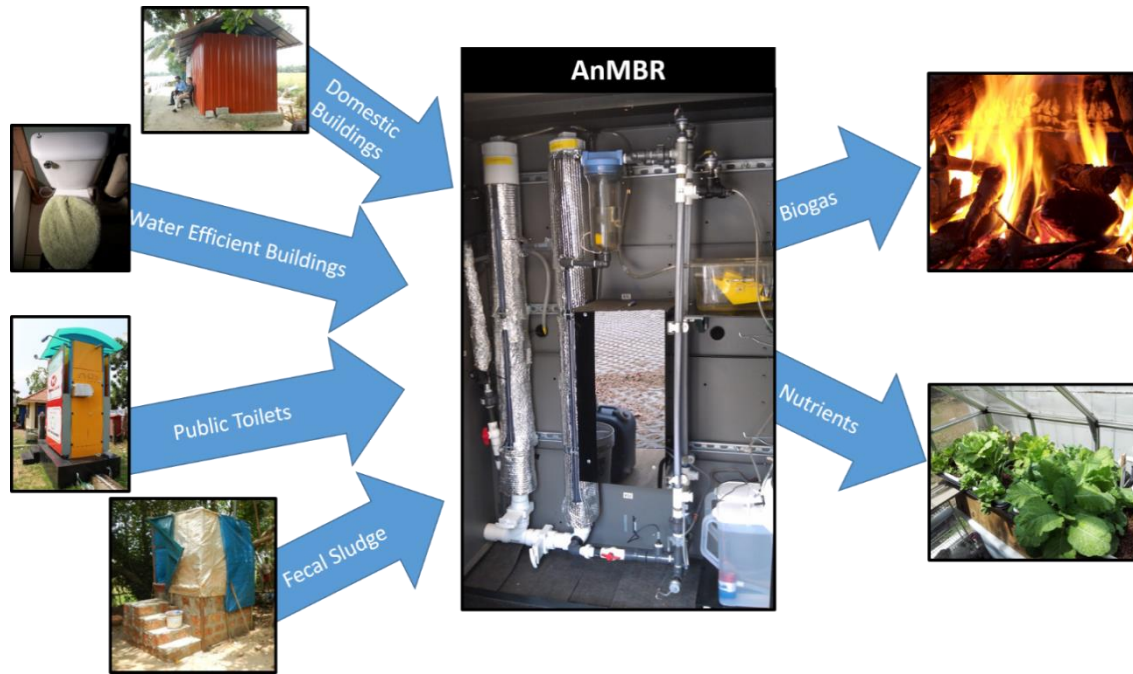 AnMBR
Domestic
Buildings
Water Efficient Buildings
Public Toilets
Fecal Sludge
Biogas
Nutrients